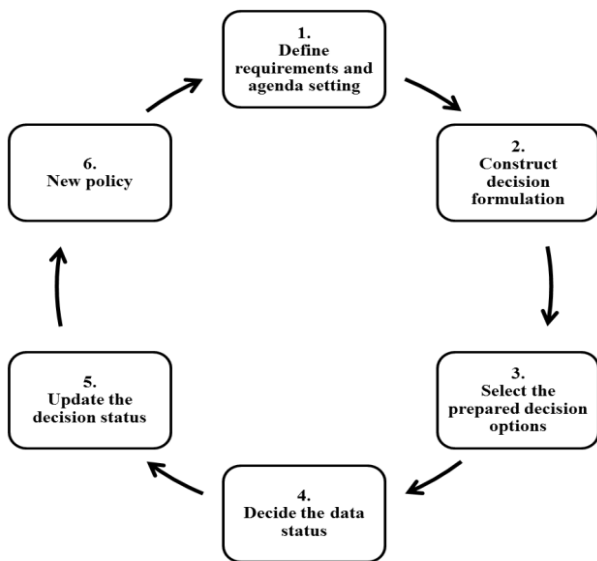 1.
Define
requirements and
agenda setting
2.
Construct
decision
formulation
3.
Select the
prepared decision
options
4.
Decide the data
status
5.
Update the
decision status
6.
New policy